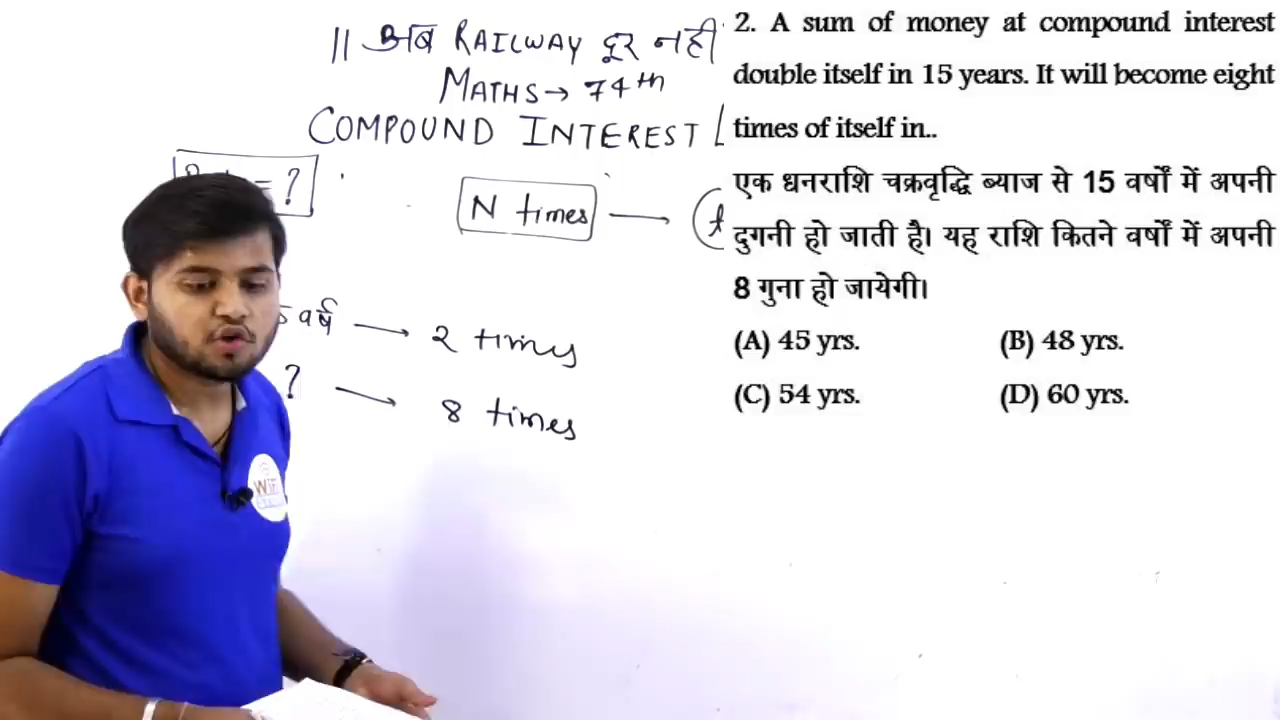 || अब RAILWAY दूर नही
MATHS → 74th
COMPOUND INTEREST
= ?
N times
वर्ष → 2 times
? → 8 times
2. A sum of money at compound interest
double itself in 15 years. It will become eight
times of itself in..
एक धनराशि चक्रवृद्धि ब्याज से 15 वर्षों में अपनी
दुगनी हो जाती है। यह राशि कितने वर्षों में अपनी
8 गुना हो जायेगी।
(A) 45 yrs. (B) 48 yrs.
(C) 54 yrs. (D) 60 yrs.